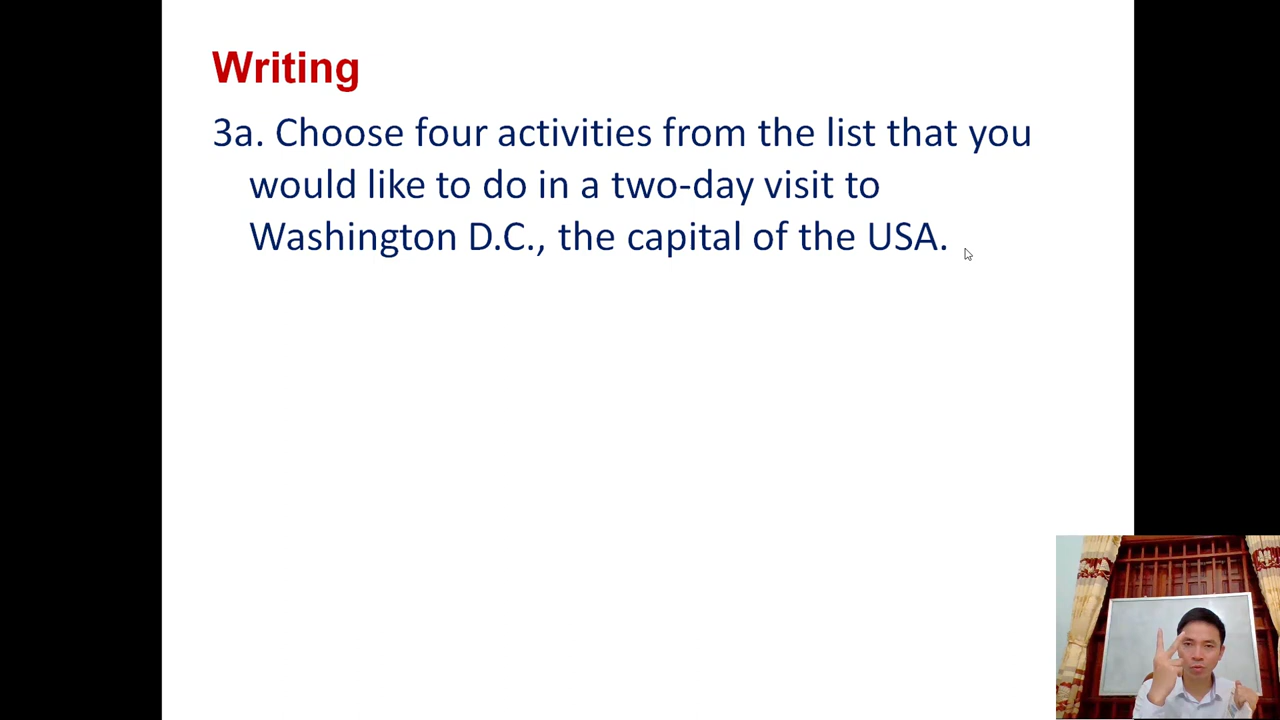 Writing
3a. Choose four activities from the list that you
would like to do in a two-day visit to
Washington D.C., the capital of the USA.